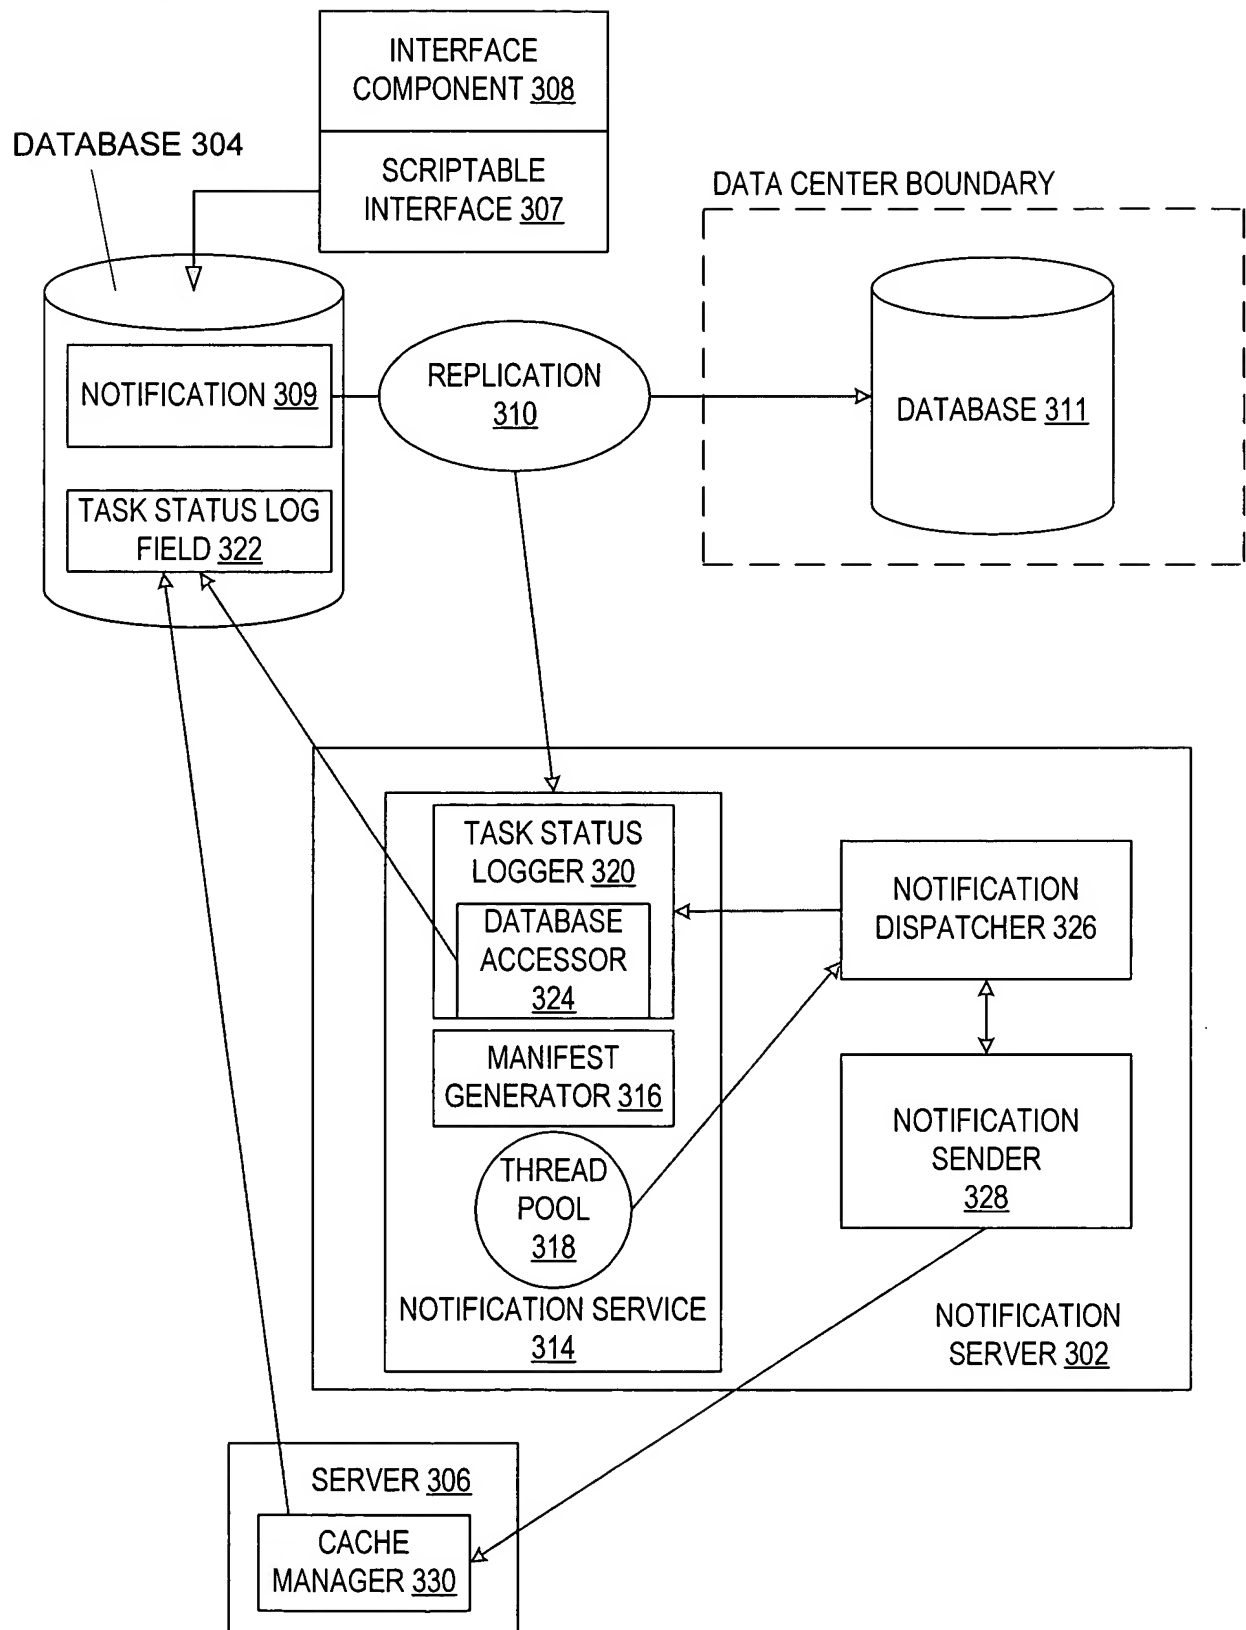 INTERFACE
COMPONENT 308
DATABASE 304
SCRIPTABLE
INTERFACE 307
DATA CENTER BOUNDARY
NOTIFICATION 309
REPLICATION
310
DATABASE 311
TASK STATUS LOG
FIELD 322
TASK STATUS
LOGGER 320
DATABASE
ACCESSOR
324
NOTIFICATION
DISPATCHER 326
MANIFEST
GENERATOR 316
NOTIFICATION
SENDER
328
THREAD
POOL
318
NOTIFICATION SERVICE
314
NOTIFICATION
SERVER 302
SERVER 306
CACHE
MANAGER 330